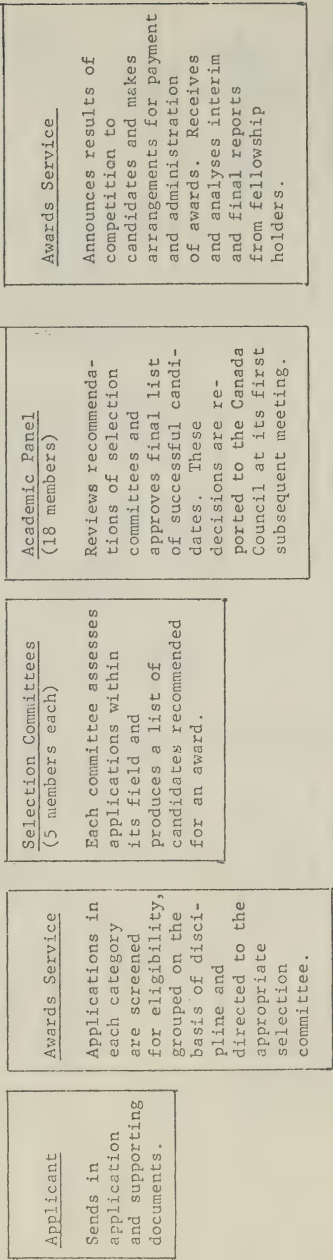 Applicant
Sends in
application
and supporting
documents.
Awards Service
Applications in
each category
are screened
for eligibility,
grouped on the
basis of disci-
pline and
directed to the
appropriate
selection
committee.
Selection Committees
(5 members each)
Each committee assesses
applications within
its field and
produces a list of
candidates recommended
for an award.
Academic Panel
(18 members)
Reviews recommenda-
tions of selection
committees and
approves final list
of successful candi-
dates. These
decisions are re-
ported to the Canada
Council at its first
subsequent meeting.
Awards Service
Announces results of
competition to
candidates and makes
arrangements for payment
and administration
of awards. Receives
and analyses interim
and final reports
from fellowship
holders.